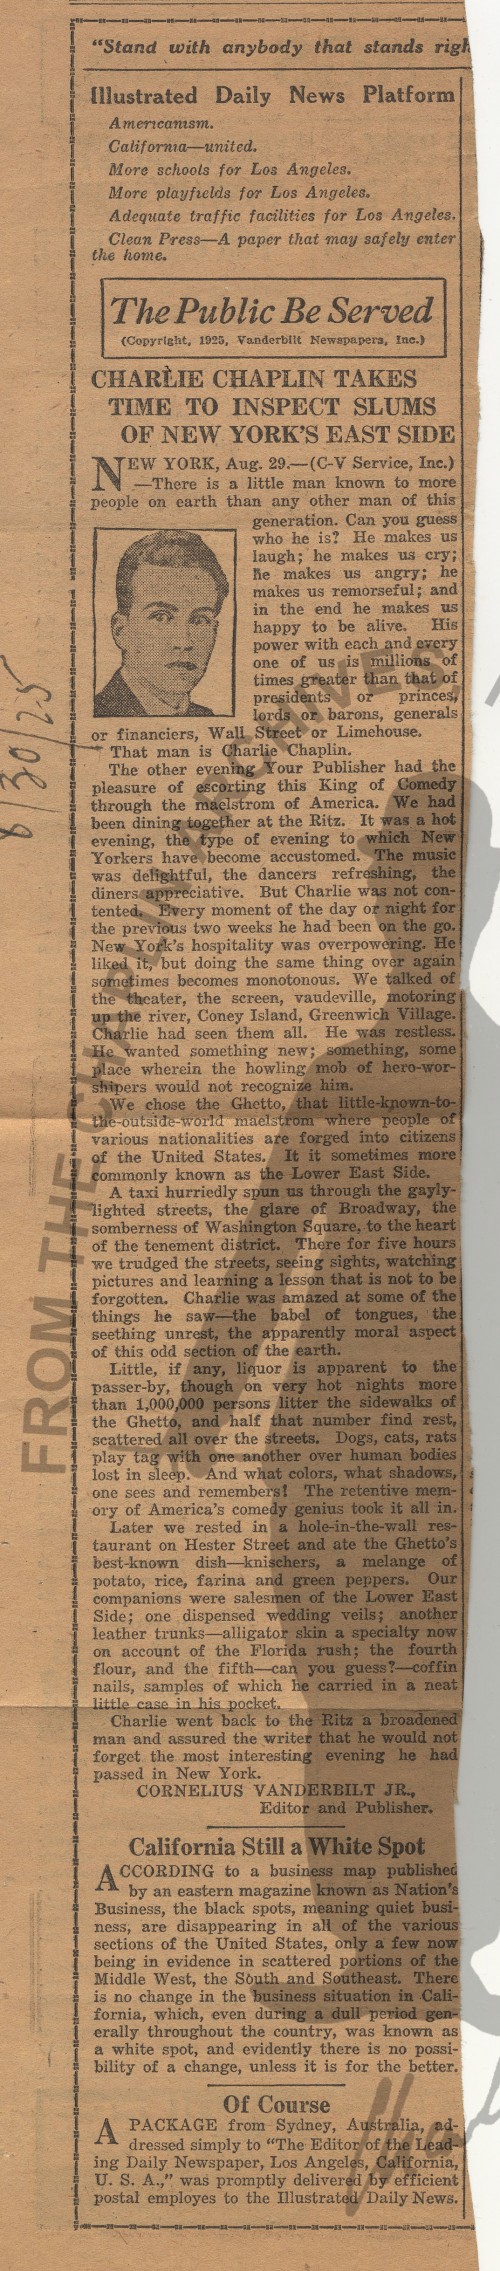 "Stand with anybody that stands righ
Illustrated Daily News Platform
Americanism.
California—united.
More schools for Los Angeles.
More playfields for Los Angeles.
Adequate traffic facilities for Los Angeles.
Clean Press—A paper that may safely enter
the home.
The Public Be Served
(Copyright, 1925, Vanderbilt Newspapers, Inc.)
CHARLIE CHAPLIN TAKES
TIME TO INSPECT SLUMS
OF NEW YORK'S EAST SIDE
NEW YORK, Aug. 29.—(C-V Service, Inc.)
—There is a little man known to more
people on earth than any other man of this
generation. Can you guess
who he is? He makes us
laugh; he makes us cry;
he makes us angry; he
makes us remorseful; and
in the end he makes us
happy to be alive. His
power with each and every
one of us is millions of
times greater than that of
presidents or princes,
lords or barons, generals
or financiers, Wall Street or Limehouse.
That man is Charlie Chaplin.
The other evening Your Publisher had the
pleasure of escorting this King of Comedy
through the maelstrom of America. We had
been dining together at the Ritz. It was a hot
evening, the type of evening to which New
Yorkers have become accustomed. The music
was delightful, the dancers refreshing, the
diners appreciative. But Charlie was not con-
tented. Every moment of the day or night for
the previous two weeks he had been on the go.
New York's hospitality was overpowering. He
liked it, but doing the same thing over again
sometimes becomes monotonous. We talked of
the theater, the screen, vaudeville, motoring
up the river, Coney Island, Greenwich Village.
Charlie had seen them all. He was restless.
He wanted something new; something, some
place wherein the howling mob of hero-wor-
shipers would not recognize him.
We chose the Ghetto, that little-known-to-
the-outside-world maelstrom where people of
various nationalities are forged into citizens
of the United States. It it sometimes more
commonly known as the Lower East Side.
A taxi hurriedly spun us through the gayly-
lighted streets, the glare of Broadway, the
somberness of Washington Square, to the heart
of the tenement district. There for five hours
we trudged the streets, seeing sights, watching
pictures and learning a lesson that is not to be
forgotten. Charlie was amazed at some of the
things he saw—the babel of tongues, the
seething unrest, the apparently moral aspect
of this odd section of the earth.
Little, if any, liquor is apparent to the
passer-by, though on very hot nights more
than 1,000,000 persons litter the sidewalks of
the Ghetto, and half that number find rest,
scattered all over the streets. Dogs, cats, rats
play tag with one another over human bodies
lost in sleep. And what colors, what shadows,
one sees and remembers! The retentive mem-
ory of America's comedy genius took it all in.
Later we rested in a hole-in-the-wall res-
taurant on Hester Street and ate the Ghetto's
best-known dish—knischers, a melange of
potato, rice, farina and green peppers. Our
companions were salesmen of the Lower East
Side; one dispensed wedding veils; another
leather trunks—alligator skin a specialty now
on account of the Florida rush; the fourth
flour, and the fifth—can you guess?—coffin
nails, samples of which he carried in a neat
little case in his pocket.
Charlie went back to the Ritz a broadened
man and assured the writer that he would not
forget the most interesting evening he had
passed in New York.
CORNELIUS VANDERBILT JR.,
Editor and Publisher.
California Still a White Spot
ACCORDING to a business map published
by an eastern magazine known as Nation's
Business, the black spots, meaning quiet busi-
ness, are disappearing in all of the various
sections of the United States, only a few now
being in evidence in scattered portions of the
Middle West, the South and Southeast. There
is no change in the business situation in Cali-
fornia, which, even during a dull period gen-
erally throughout the country, was known as
a white spot, and evidently there is no possi-
bility of a change, unless it is for the better.
Of Course
A PACKAGE from Sydney, Australia, ad-
dressed simply to "The Editor of the Lead-
ing Daily Newspaper, Los Angeles, California,
U. S. A.," was promptly delivered by efficient
postal employes to the Illustrated Daily News.
8/30/25
FROM THE CHAPLIN ARCHIVES,